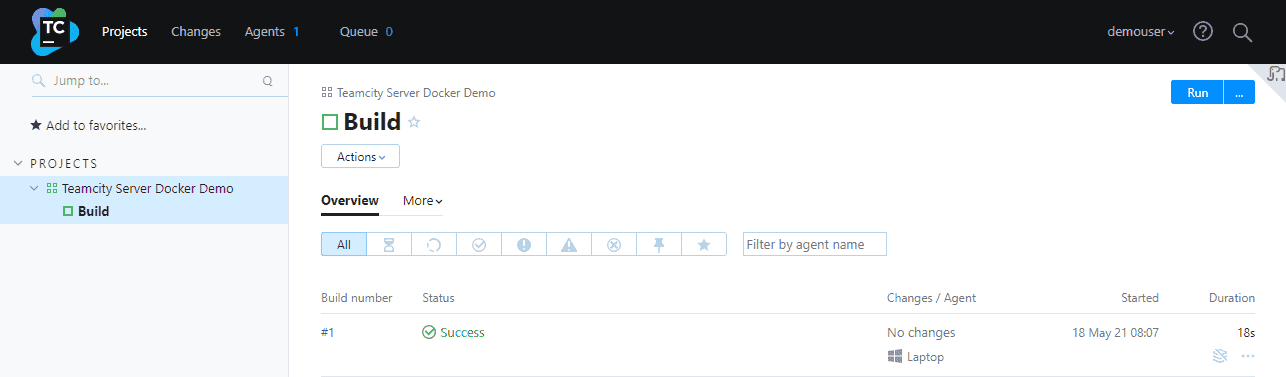 TC
Projects Changes Agents 1 Queue 0 demouser
Jump to... Q
Add to favorites...
PROJECTS
Teamcity Server Docker Demo
Build
Teamcity Server Docker Demo
Run ...
Build
Actions
Overview More
All Filter by agent name
Build number Status Changes / Agent Started Duration
#1 Success No changes 18 May 21 08:07 18s
Laptop